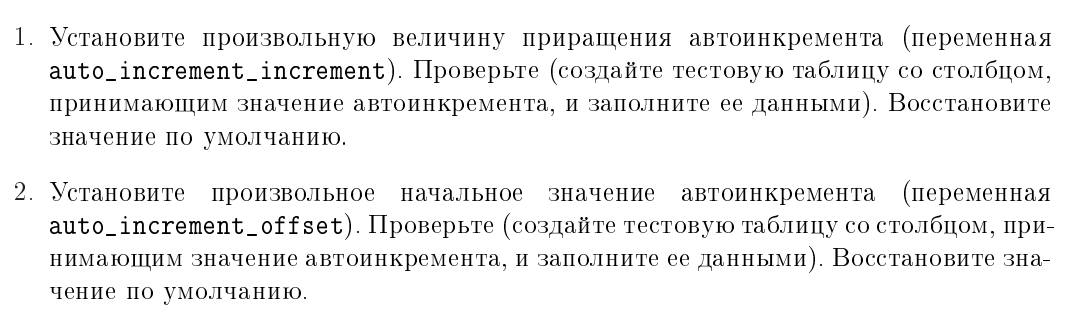 1. Установите произвольную величину приращения автоинкремента (переменная
auto_increment_increment). Проверьте (создайте тестовую таблицу со столбцом,
принимающим значение автоинкремента, и заполните ее данными). Восстановите
значение по умолчанию.
2. Установите произвольное начальное значение автоинкремента (переменная
auto_increment_offset). Проверьте (создайте тестовую таблицу со столбцом, при-
нимающим значение автоинкремента, и заполните ее данными). Восстановите зна-
чение по умолчанию.